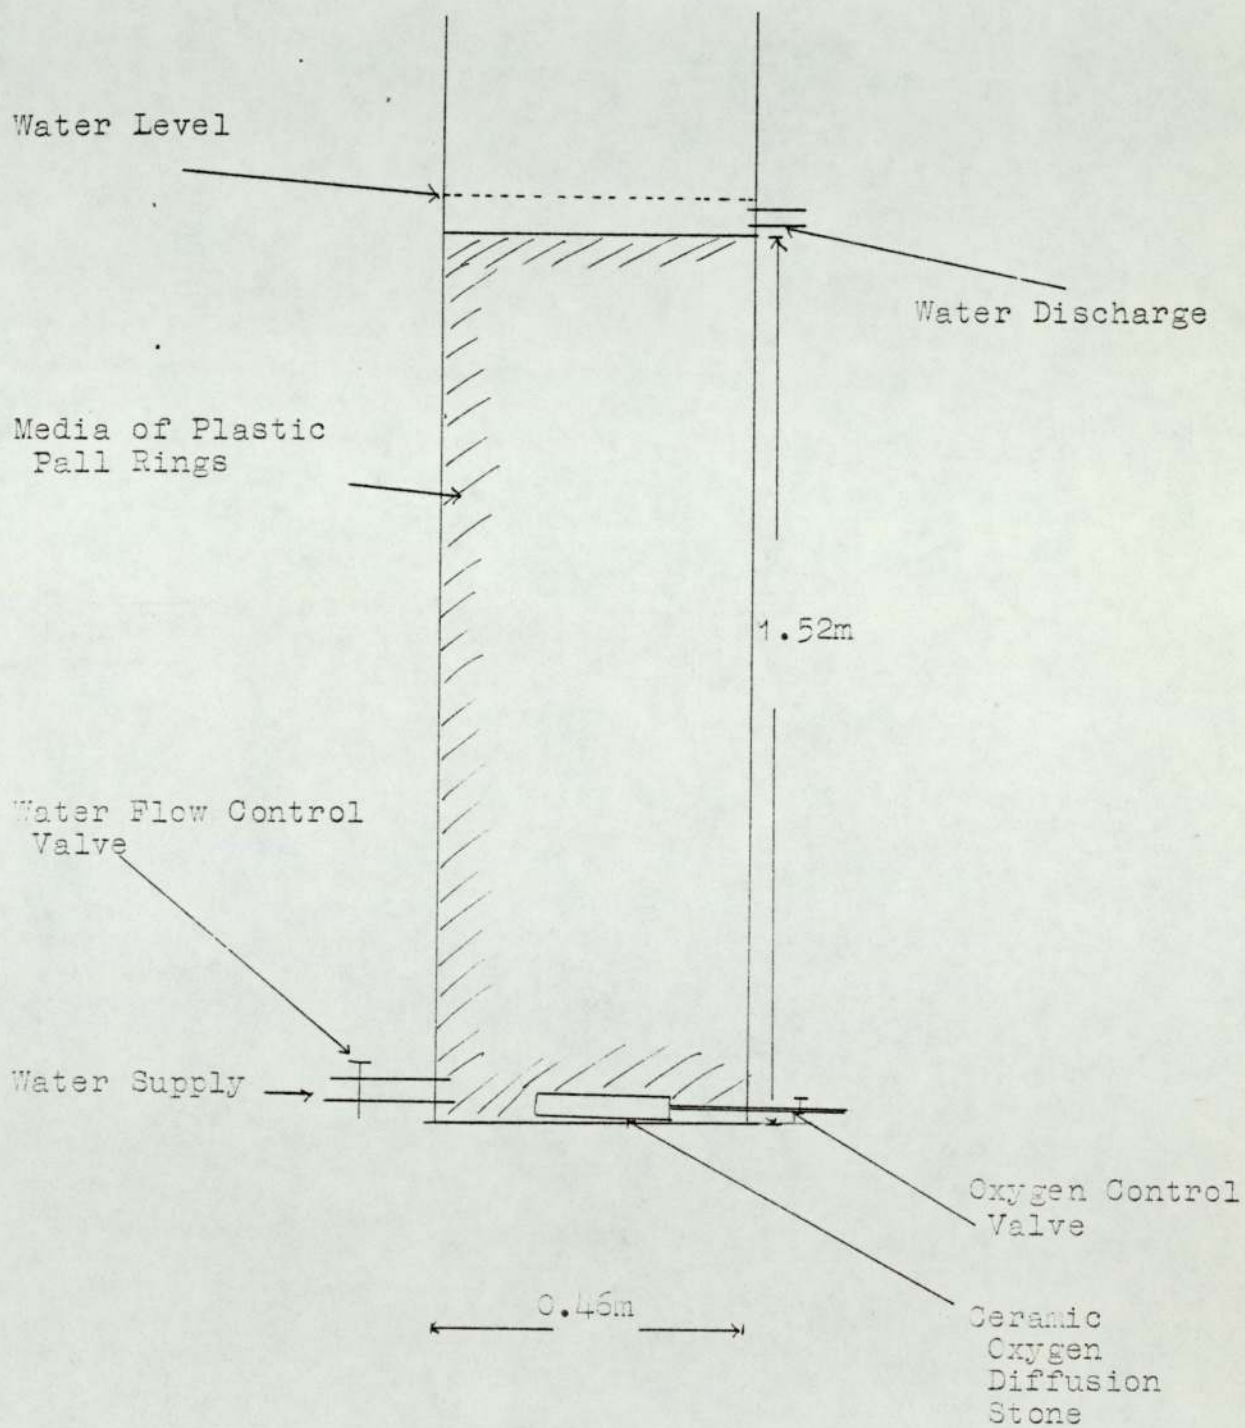 Water Level
Water Discharge
Media of Plastic
Pall Rings
1.52m
Water Flow Control
Valve
Water Supply
Oxygen Control
Valve
0.46m
Ceramic
Oxygen
Diffusion
Stone